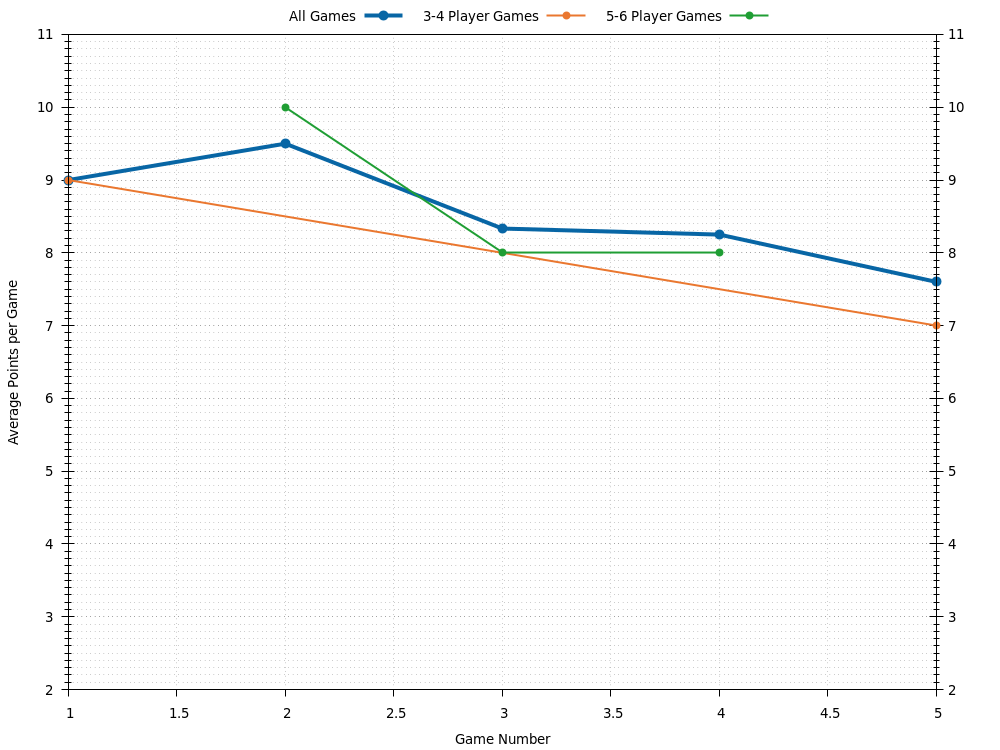 All Games 3-4 Player Games 5-6 Player Games
11 11
10 10
9 9
8 8
7 7
6 6
5 5
4 4
3 3
2 2
Average Points per Game
1 1.5 2 2.5 3 3.5 4 4.5 5
Game Number